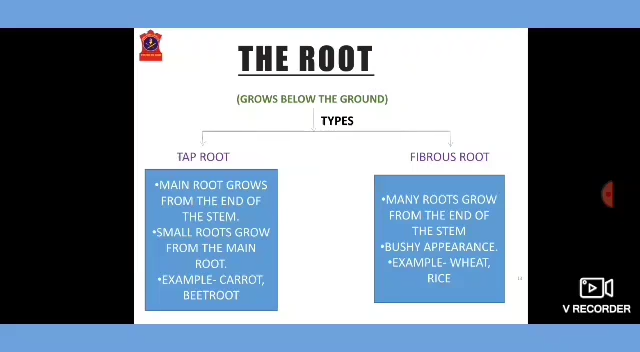 THE ROOT
(GROWS BELOW THE GROUND)
TYPES
TAP ROOT
•MAIN ROOT GROWS
FROM THE END OF
THE STEM.
•SMALL ROOTS GROW
FROM THE MAIN
ROOT.
•EXAMPLE- CARROT,
BEETROOT
FIBROUS ROOT
•MANY ROOTS GROW
FROM THE END OF
THE STEM
•BUSHY APPEARANCE.
•EXAMPLE- WHEAT,
RICE
V RECORDER